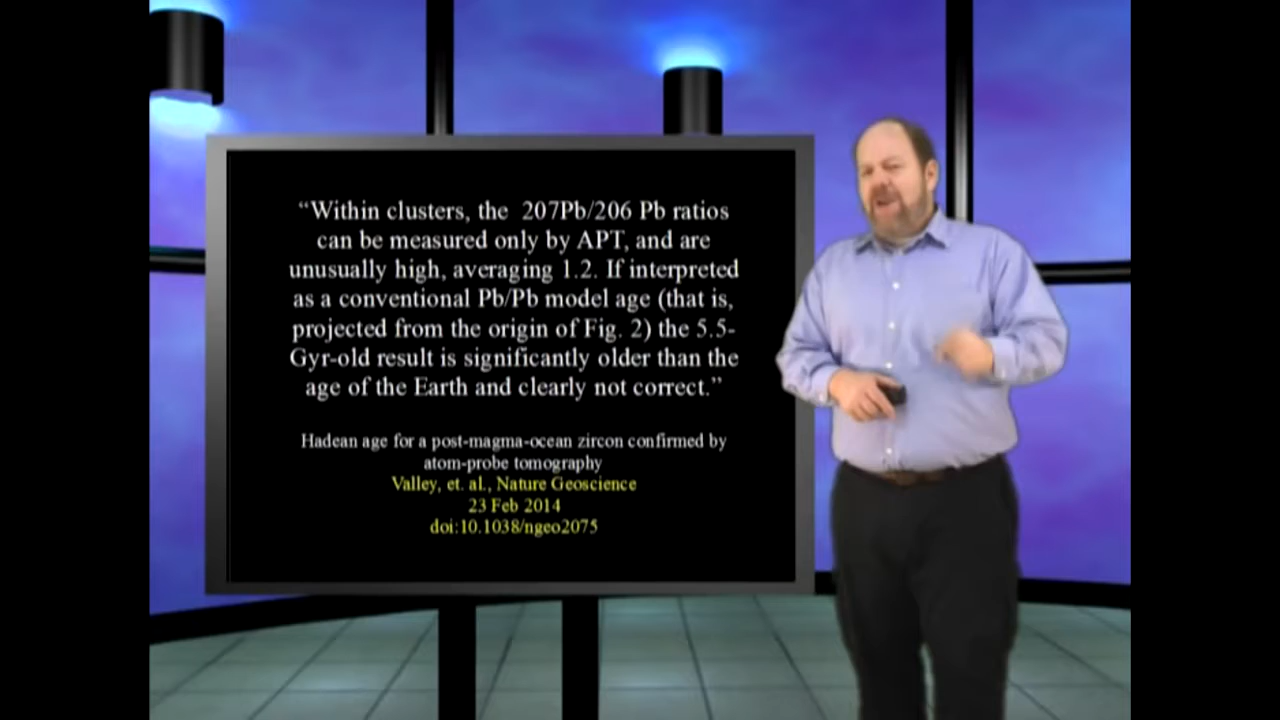 “Within clusters, the 207Pb/206 Pb ratios
can be measured only by APT, and are
unusually high, averaging 1.2. If interpreted
as a conventional Pb/Pb model age (that is,
projected from the origin of Fig. 2) the 5.5-
Gyr-old result is significantly older than the
age of the Earth and clearly not correct.”
Hadean age for a post-magma-ocean zircon confirmed by
atom-probe tomography
Valley, et. al., Nature Geoscience
23 Feb 2014
doi:10.1038/ngeo2075